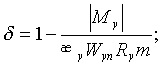 δ = 1 − |M_y| / (æ_y W_yn R_y m);